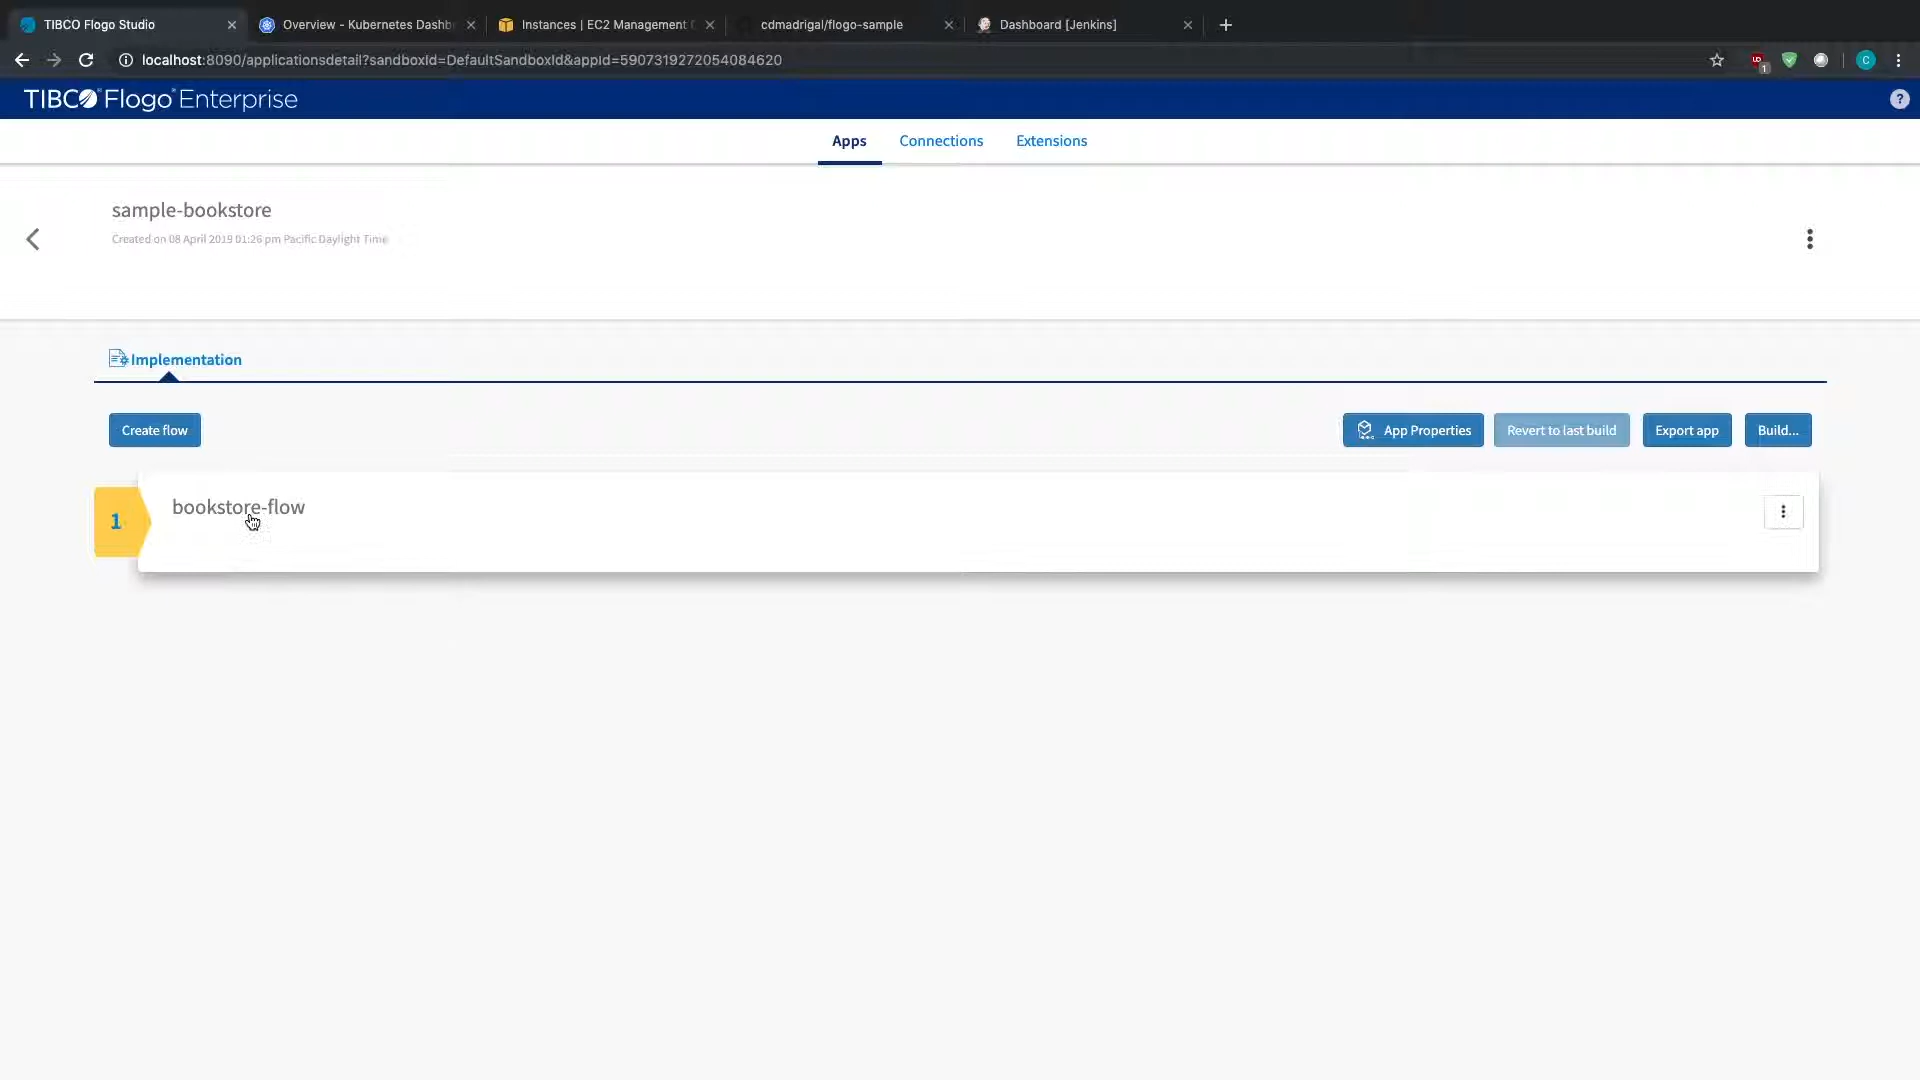 TIBCO Flogo Studio
Overview - Kubernetes Dashb
Instances | EC2 Management C
cdmadrigal/flogo-sample
Dashboard [Jenkins]
localhost:8090/applicationsdetail?sandboxId=DefaultSandboxId&appId=5907319272054084620
1
C
TIBCO Flogo Enterprise
?
Apps
Connections
Extensions
sample-bookstore
Created on 08 April 2019 01:26 pm Pacific Daylight Time
Implementation
Create flow
App Properties
Revert to last build
Export app
Build...
1
bookstore-flow